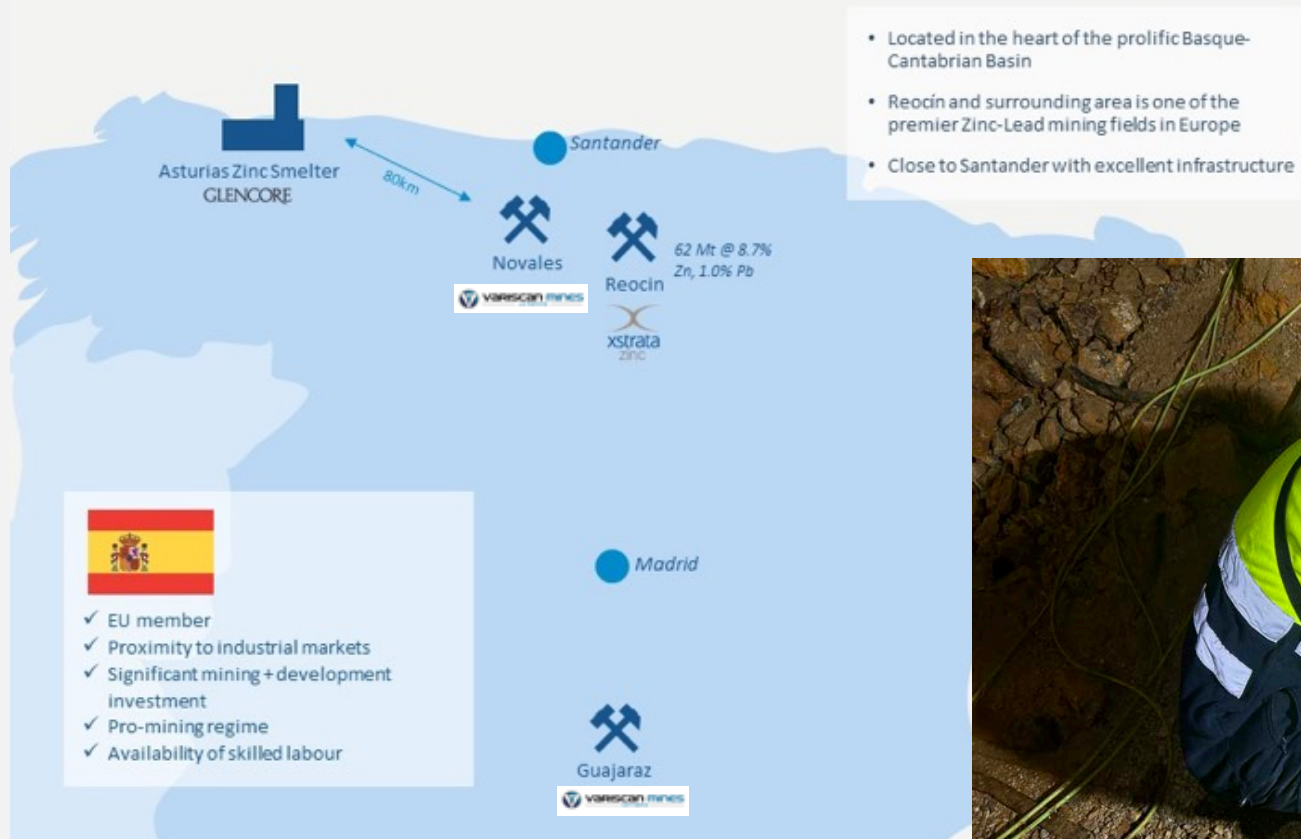 • Located in the heart of the prolific Basque-
Cantabrian Basin
• Reocín and surrounding area is one of the
premier Zinc-Lead mining fields in Europe
• Close to Santander with excellent infrastructure
Santander
Asturias Zinc Smelter
GLENCORE
80km
Novales
variscan mines
Reocin
62 Mt @ 8.7%
Zn, 1.0% Pb
xstrata
zinc
Madrid
✓ EU member
✓ Proximity to industrial markets
✓ Significant mining + development
investment
✓ Pro-mining regime
✓ Availability of skilled labour
Guajaraz
variscan mines